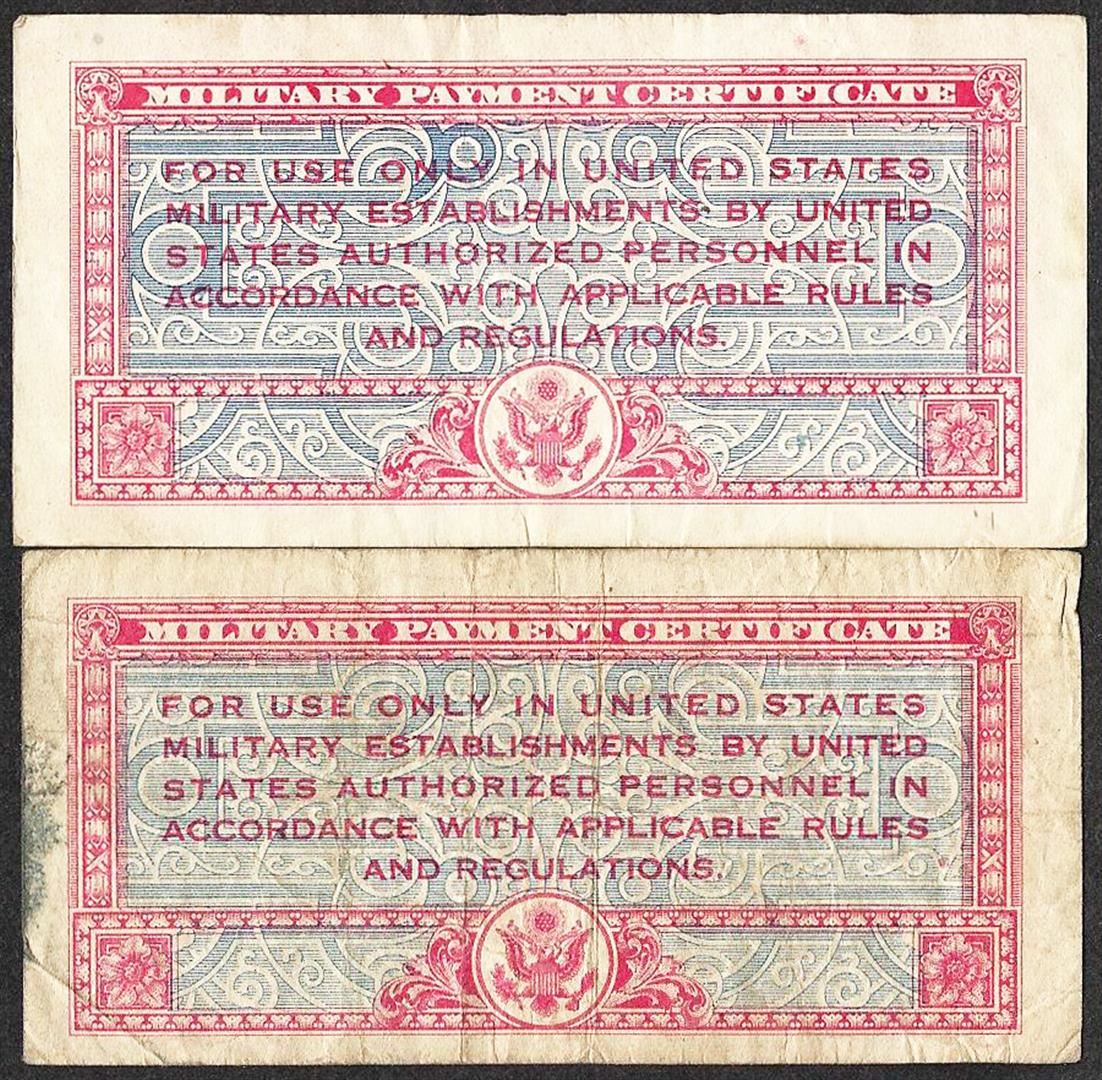 MILITARY PAYMENT CERTIFICATE
FOR USE ONLY IN UNITED STATES
MILITARY ESTABLISHMENTS BY UNITED
STATES AUTHORIZED PERSONNEL IN
ACCORDANCE WITH APPLICABLE RULES
AND REGULATIONS.
MILITARY PAYMENT CERTIFICATE
FOR USE ONLY IN UNITED STATES
MILITARY ESTABLISHMENTS BY UNITED
STATES AUTHORIZED PERSONNEL IN
ACCORDANCE WITH APPLICABLE RULES
AND REGULATIONS.